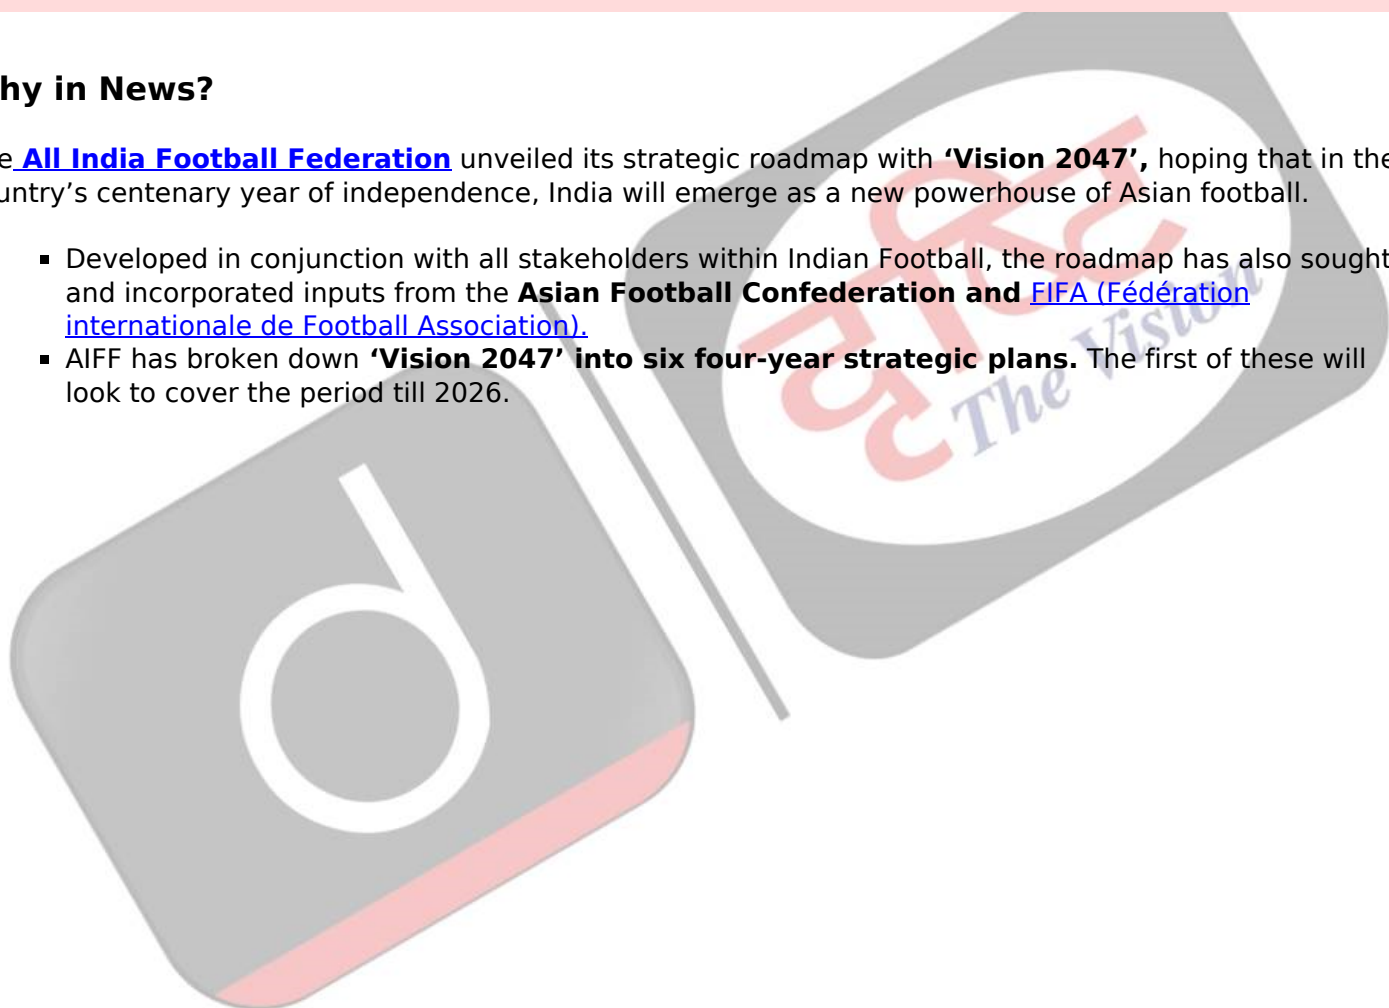 hy in News?
e All India Football Federation unveiled its strategic roadmap with ‘Vision 2047’, hoping that in the
untry’s centenary year of independence, India will emerge as a new powerhouse of Asian football.
▪ Developed in conjunction with all stakeholders within Indian Football, the roadmap has also sought
and incorporated inputs from the Asian Football Confederation and FIFA (Fédération
internationale de Football Association).
▪ AIFF has broken down ‘Vision 2047’ into six four-year strategic plans. The first of these will
look to cover the period till 2026.
दृष्टि
The Vision
d